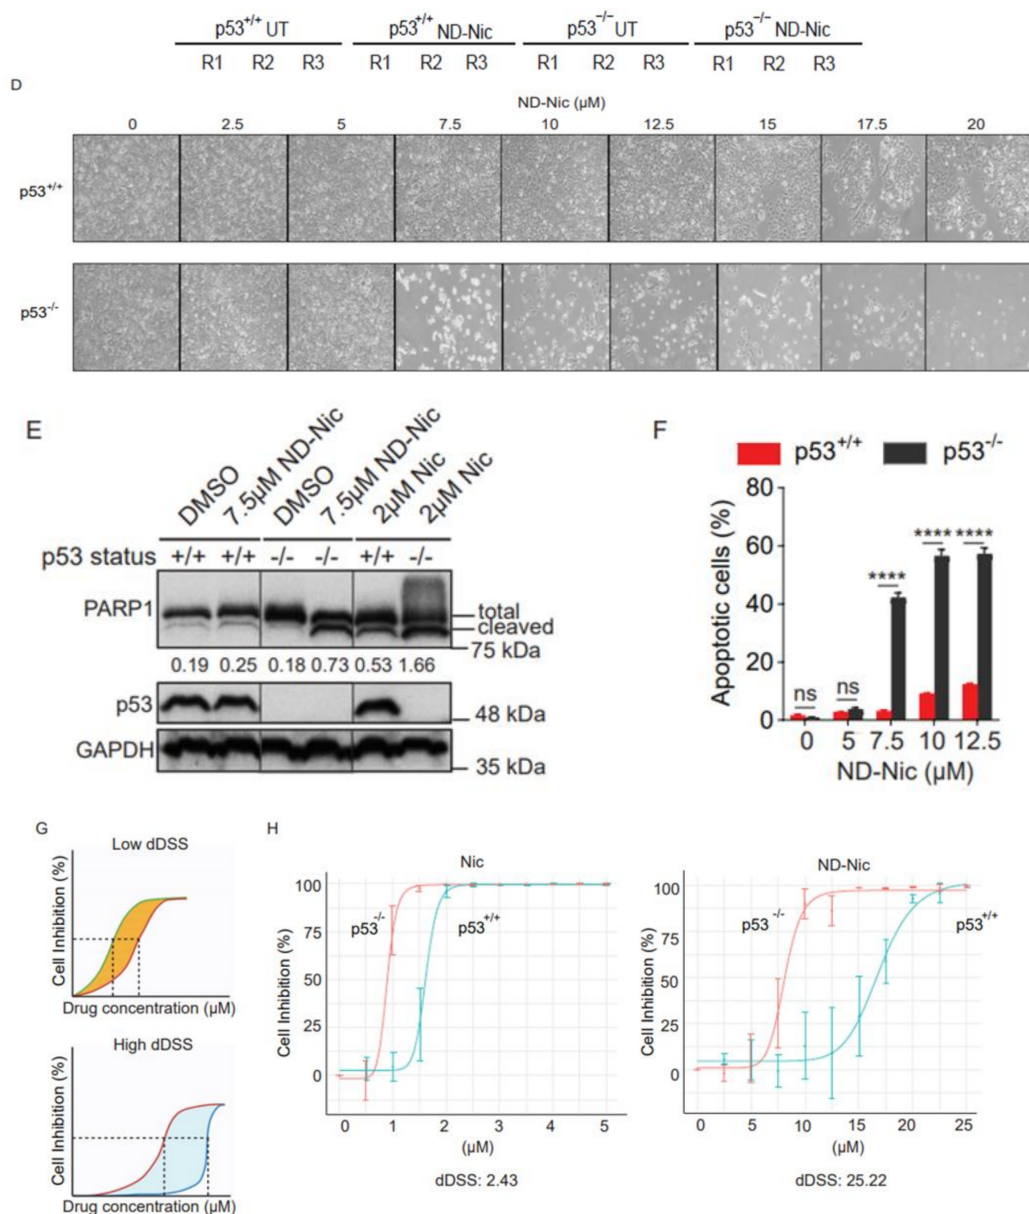 p53+/+ UT p53+/+ ND-Nic p53-/- UT p53-/- ND-Nic
R1 R2 R3 R1 R2 R3 R1 R2 R3 R1 R2 R3
D
ND-Nic (µM)
0 2.5 5 7.5 10 12.5 15 17.5 20
p53+/+
p53-/-
E
DMSO 7.5µM ND-Nic DMSO 7.5µM ND-Nic 2µM Nic 2µM Nic
p53 status +/+ +/+ -/- -/- +/+ -/-
PARP1 total
cleaved
75 kDa
0.19 0.25 0.18 0.73 0.53 1.66
p53
48 kDa
GAPDH
35 kDa
F
p53+/+ p53-/-
Apoptotic cells (%)
80
60
40
20
0
ns ns **** **** ****
0 5 7.5 10 12.5
ND-Nic (µM)
G
Low dDSS
Cell Inhibition (%)
Drug concentration (µM)
High dDSS
Cell Inhibition (%)
Drug concentration (µM)
H
Nic
Cell Inhibition (%)
100
75
50
25
0
p53-/- p53+/+
0 1 2 3 4 5
(µM)
dDSS: 2.43
ND-Nic
Cell Inhibition (%)
100
75
50
25
0
p53-/- p53+/+
0 5 10 15 20 25
(µM)
dDSS: 25.22